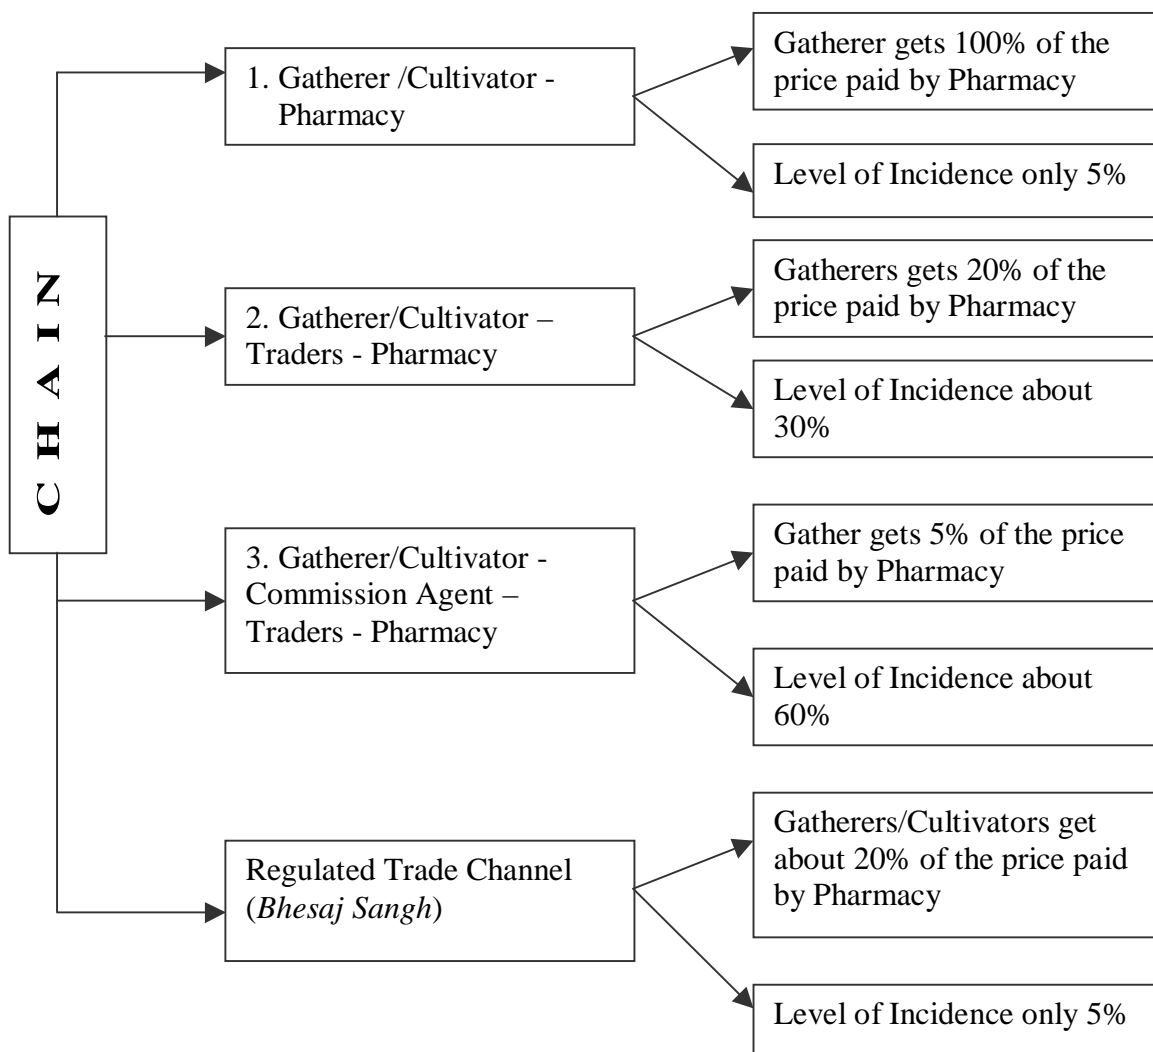 CHAIN
1. Gatherer /Cultivator -
Pharmacy
Gatherer gets 100% of the
price paid by Pharmacy
Level of Incidence only 5%
2. Gatherer/Cultivator –
Traders - Pharmacy
Gatherers gets 20% of the
price paid by Pharmacy
Level of Incidence about
30%
3. Gatherer/Cultivator -
Commission Agent –
Traders - Pharmacy
Gather gets 5% of the price
paid by Pharmacy
Level of Incidence about
60%
Regulated Trade Channel
(Bhesaj Sangh)
Gatherers/Cultivators get
about 20% of the price paid
by Pharmacy
Level of Incidence only 5%